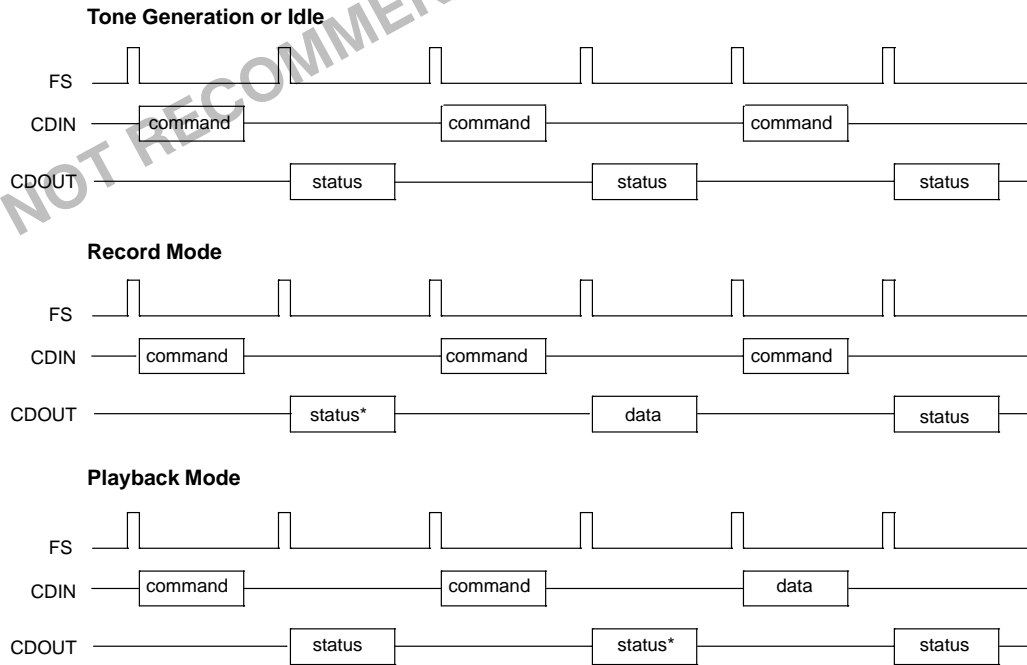 Tone Generation or Idle
FS
CDIN command command command
CDOUT status status status
NOT RECOMMEN
Record Mode
FS
CDIN command command command
CDOUT status* data status
Playback Mode
FS
CDIN command command data
CDOUT status status* status